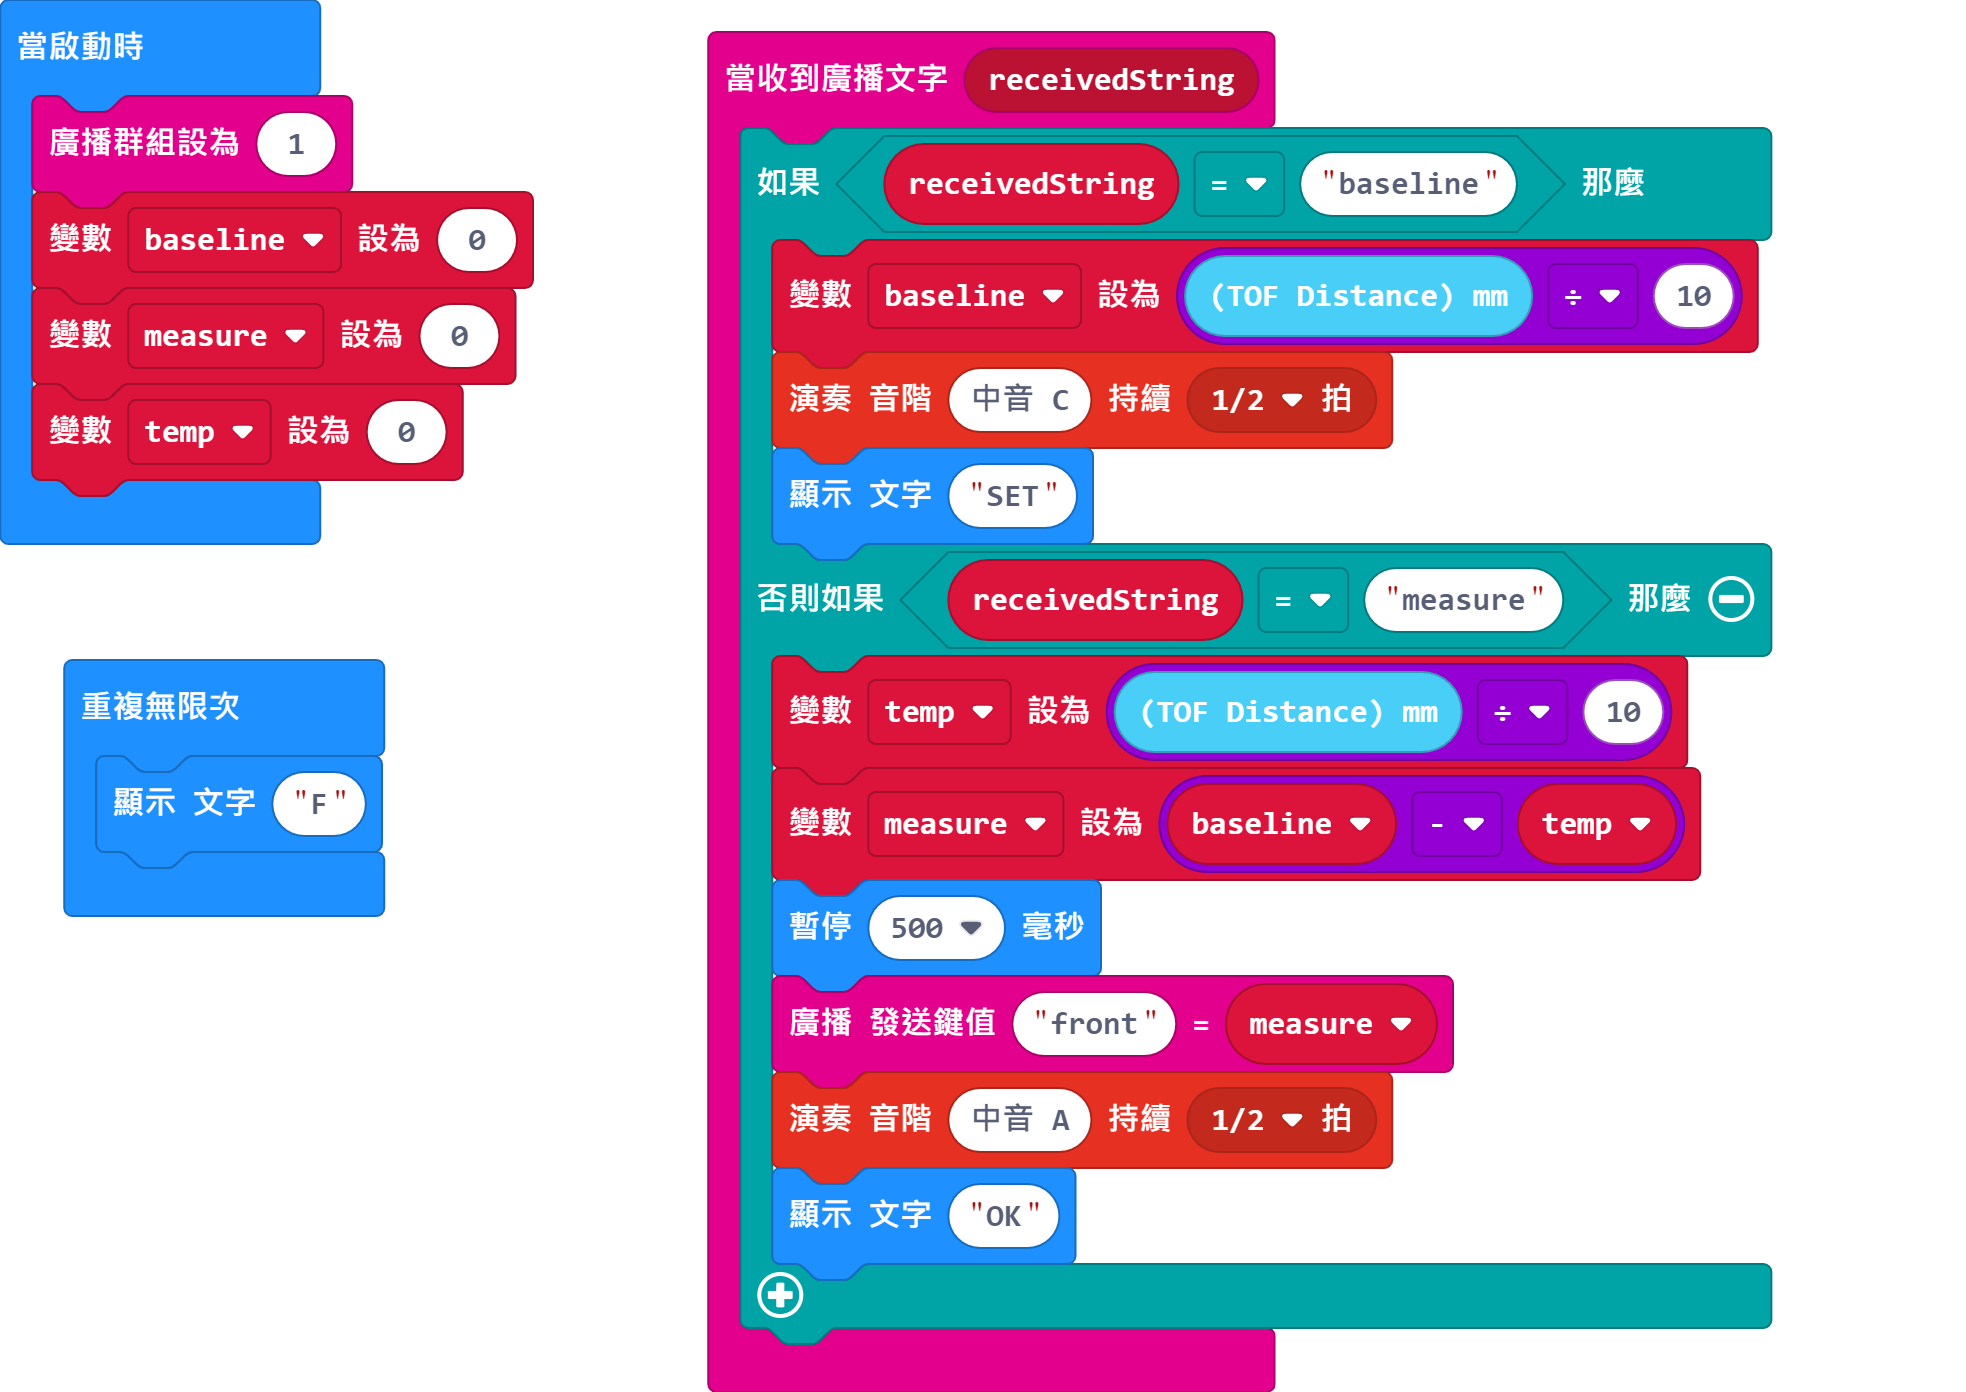 當啟動時
廣播群組設為 1
變數 baseline 設為 0
變數 measure 設為 0
變數 temp 設為 0
重複無限次
顯示 文字 "F"
當收到廣播文字 receivedString
如果 receivedString = "baseline" 那麼
變數 baseline 設為 (TOF Distance) mm ÷ 10
演奏 音階 中音 C 持續 1/2 拍
顯示 文字 "SET"
否則如果 receivedString = "measure" 那麼
變數 temp 設為 (TOF Distance) mm ÷ 10
變數 measure 設為 baseline - temp
暫停 500 毫秒
廣播 發送鍵值 "front" = measure
演奏 音階 中音 A 持續 1/2 拍
顯示 文字 "OK"